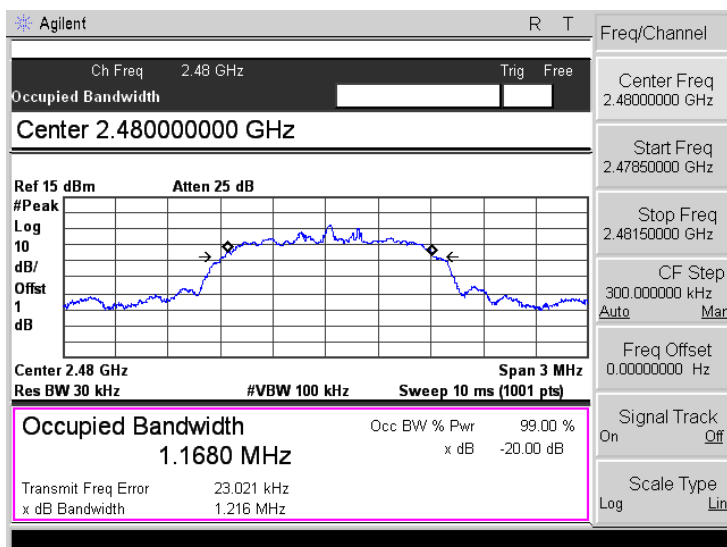 Agilent R T
Ch Freq 2.48 GHz Trig Free
Occupied Bandwidth
Center 2.480000000 GHz
Ref 15 dBm Atten 25 dB
#Peak
Log
10
dB/
Offst
1
dB
Center 2.48 GHz Span 3 MHz
Res BW 30 kHz #VBW 100 kHz Sweep 10 ms (1001 pts)
Occupied Bandwidth
1.1680 MHz
Occ BW % Pwr 99.00 %
x dB -20.00 dB
Transmit Freq Error 23.021 kHz
x dB Bandwidth 1.216 MHz
Freq/Channel
Center Freq
2.48000000 GHz
Start Freq
2.47850000 GHz
Stop Freq
2.48150000 GHz
CF Step
300.000000 kHz
Auto Man
Freq Offset
0.00000000 Hz
Signal Track
On Off
Scale Type
Log Lin